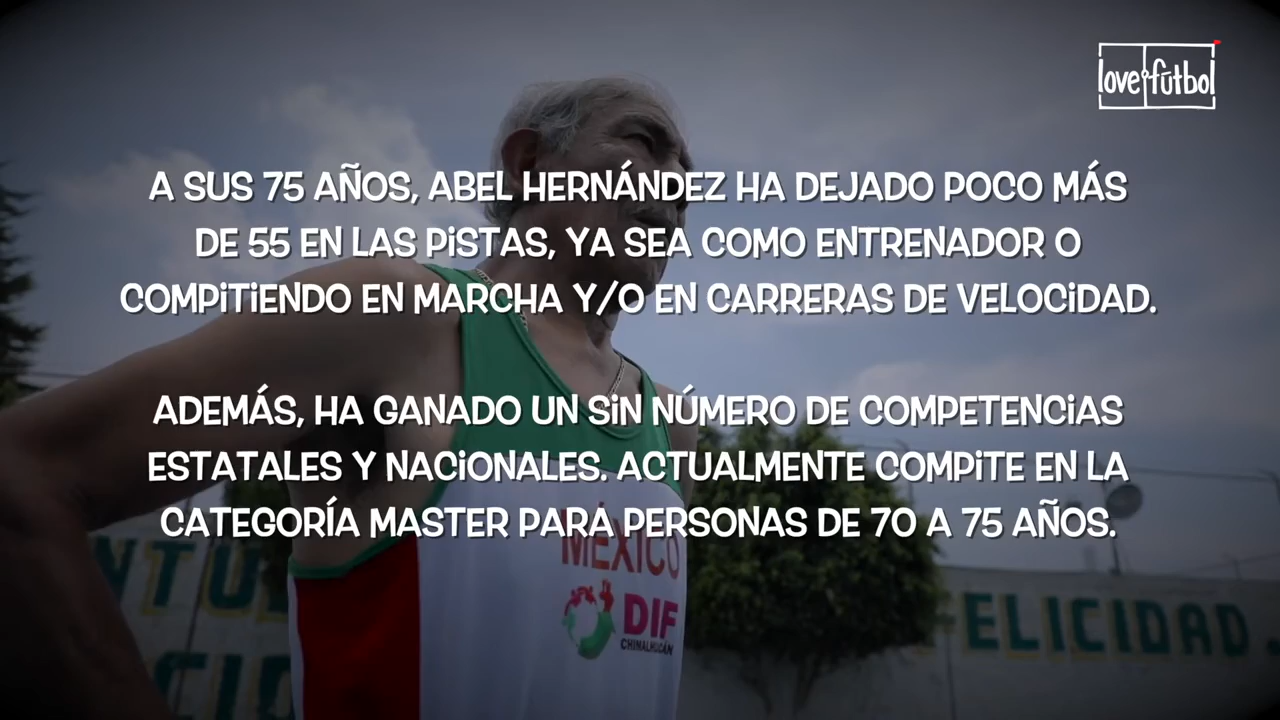 love fútbol
A SUS 75 AÑOS, ABEL HERNÁNDEZ HA DEJADO POCO MÁS
DE 55 EN LAS PISTAS, YA SEA COMO ENTRENADOR O
COMPITIENDO EN MARCHA Y/O EN CARRERAS DE VELOCIDAD.
ADEMÁS, HA GANADO UN SIN NÚMERO DE COMPETENCIAS
ESTATALES Y NACIONALES. ACTUALMENTE COMPITE EN LA
CATEGORÍA MASTER PARA PERSONAS DE 70 A 75 AÑOS.
MÉXICO
DIF
CHIMALHUACÁN
FELICIDAD.